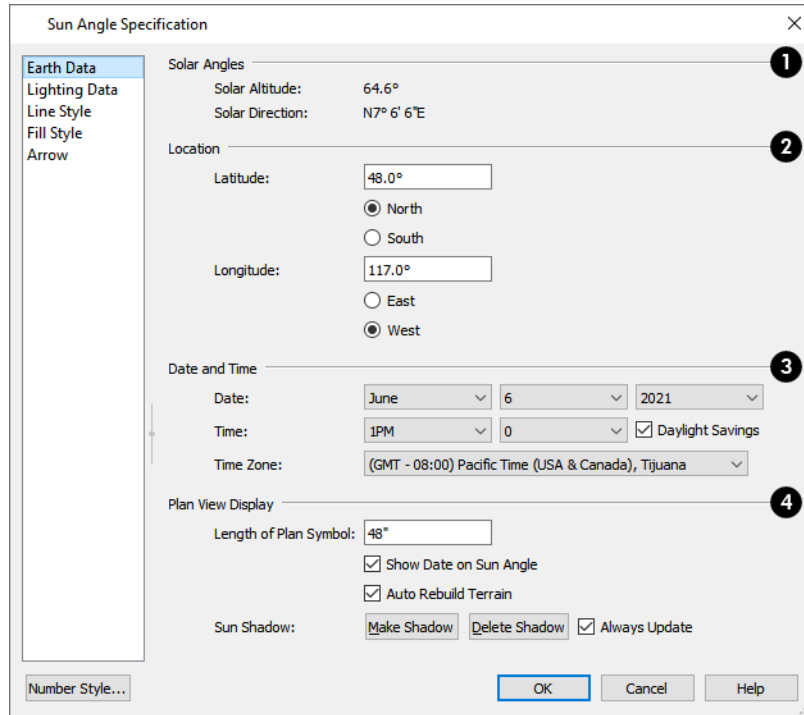 Sun Angle Specification
Earth Data
Lighting Data
Line Style
Fill Style
Arrow
Solar Angles 1
Solar Altitude: 64.6°
Solar Direction: N7° 6' 6"E
Location 2
Latitude: 48.0°
North
South
Longitude: 117.0°
East
West
Date and Time 3
Date: June 6 2021
Time: 1PM 0 Daylight Savings
Time Zone: (GMT - 08:00) Pacific Time (USA & Canada), Tijuana
Plan View Display 4
Length of Plan Symbol: 48"
Show Date on Sun Angle
Auto Rebuild Terrain
Sun Shadow: Make Shadow Delete Shadow Always Update
Number Style... OK Cancel Help